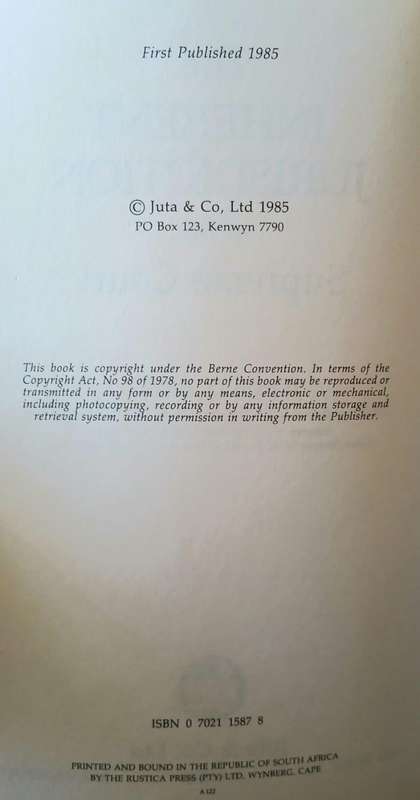 First Published 1985
© Juta & Co, Ltd 1985
PO Box 123, Kenwyn 7790
This book is copyright under the Berne Convention. In terms of the
Copyright Act, No 98 of 1978, no part of this book may be reproduced or
transmitted in any form or by any means, electronic or mechanical,
including photocopying, recording or by any information storage and
retrieval system, without permission in writing from the Publisher.
ISBN 0 7021 1587 8
PRINTED AND BOUND IN THE REPUBLIC OF SOUTH AFRICA
BY THE RUSTICA PRESS (PTY) LTD, WYNBERG, CAPE
A 122